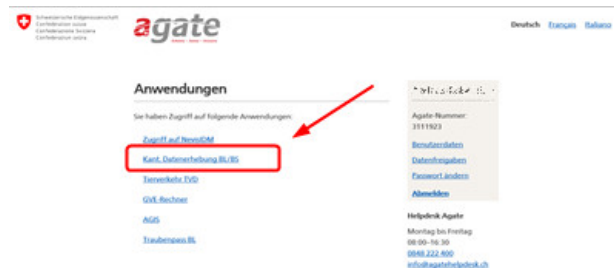 Schweizerische Eidgenossenschaft
Confédération suisse
Confederazione Svizzera
Confederaziun svizra
agate
Deutsch Français Italiano
Anwendungen
Sie haben Zugriff auf folgende Anwendungen:
Zugriff auf NevisIDM
Kant. Datenerhebung BL/BS
Tierverkehr TVD
GVE-Rechner
AGIS
Traubenpass BL
Agate-Nummer:
3111923
Benutzerdaten
Datenfreigaben
Passwort ändern
Abmelden
Helpdesk Agate
Montag bis Freitag
08:00-16:30
0848 222 400
info@agatehelpdesk.ch